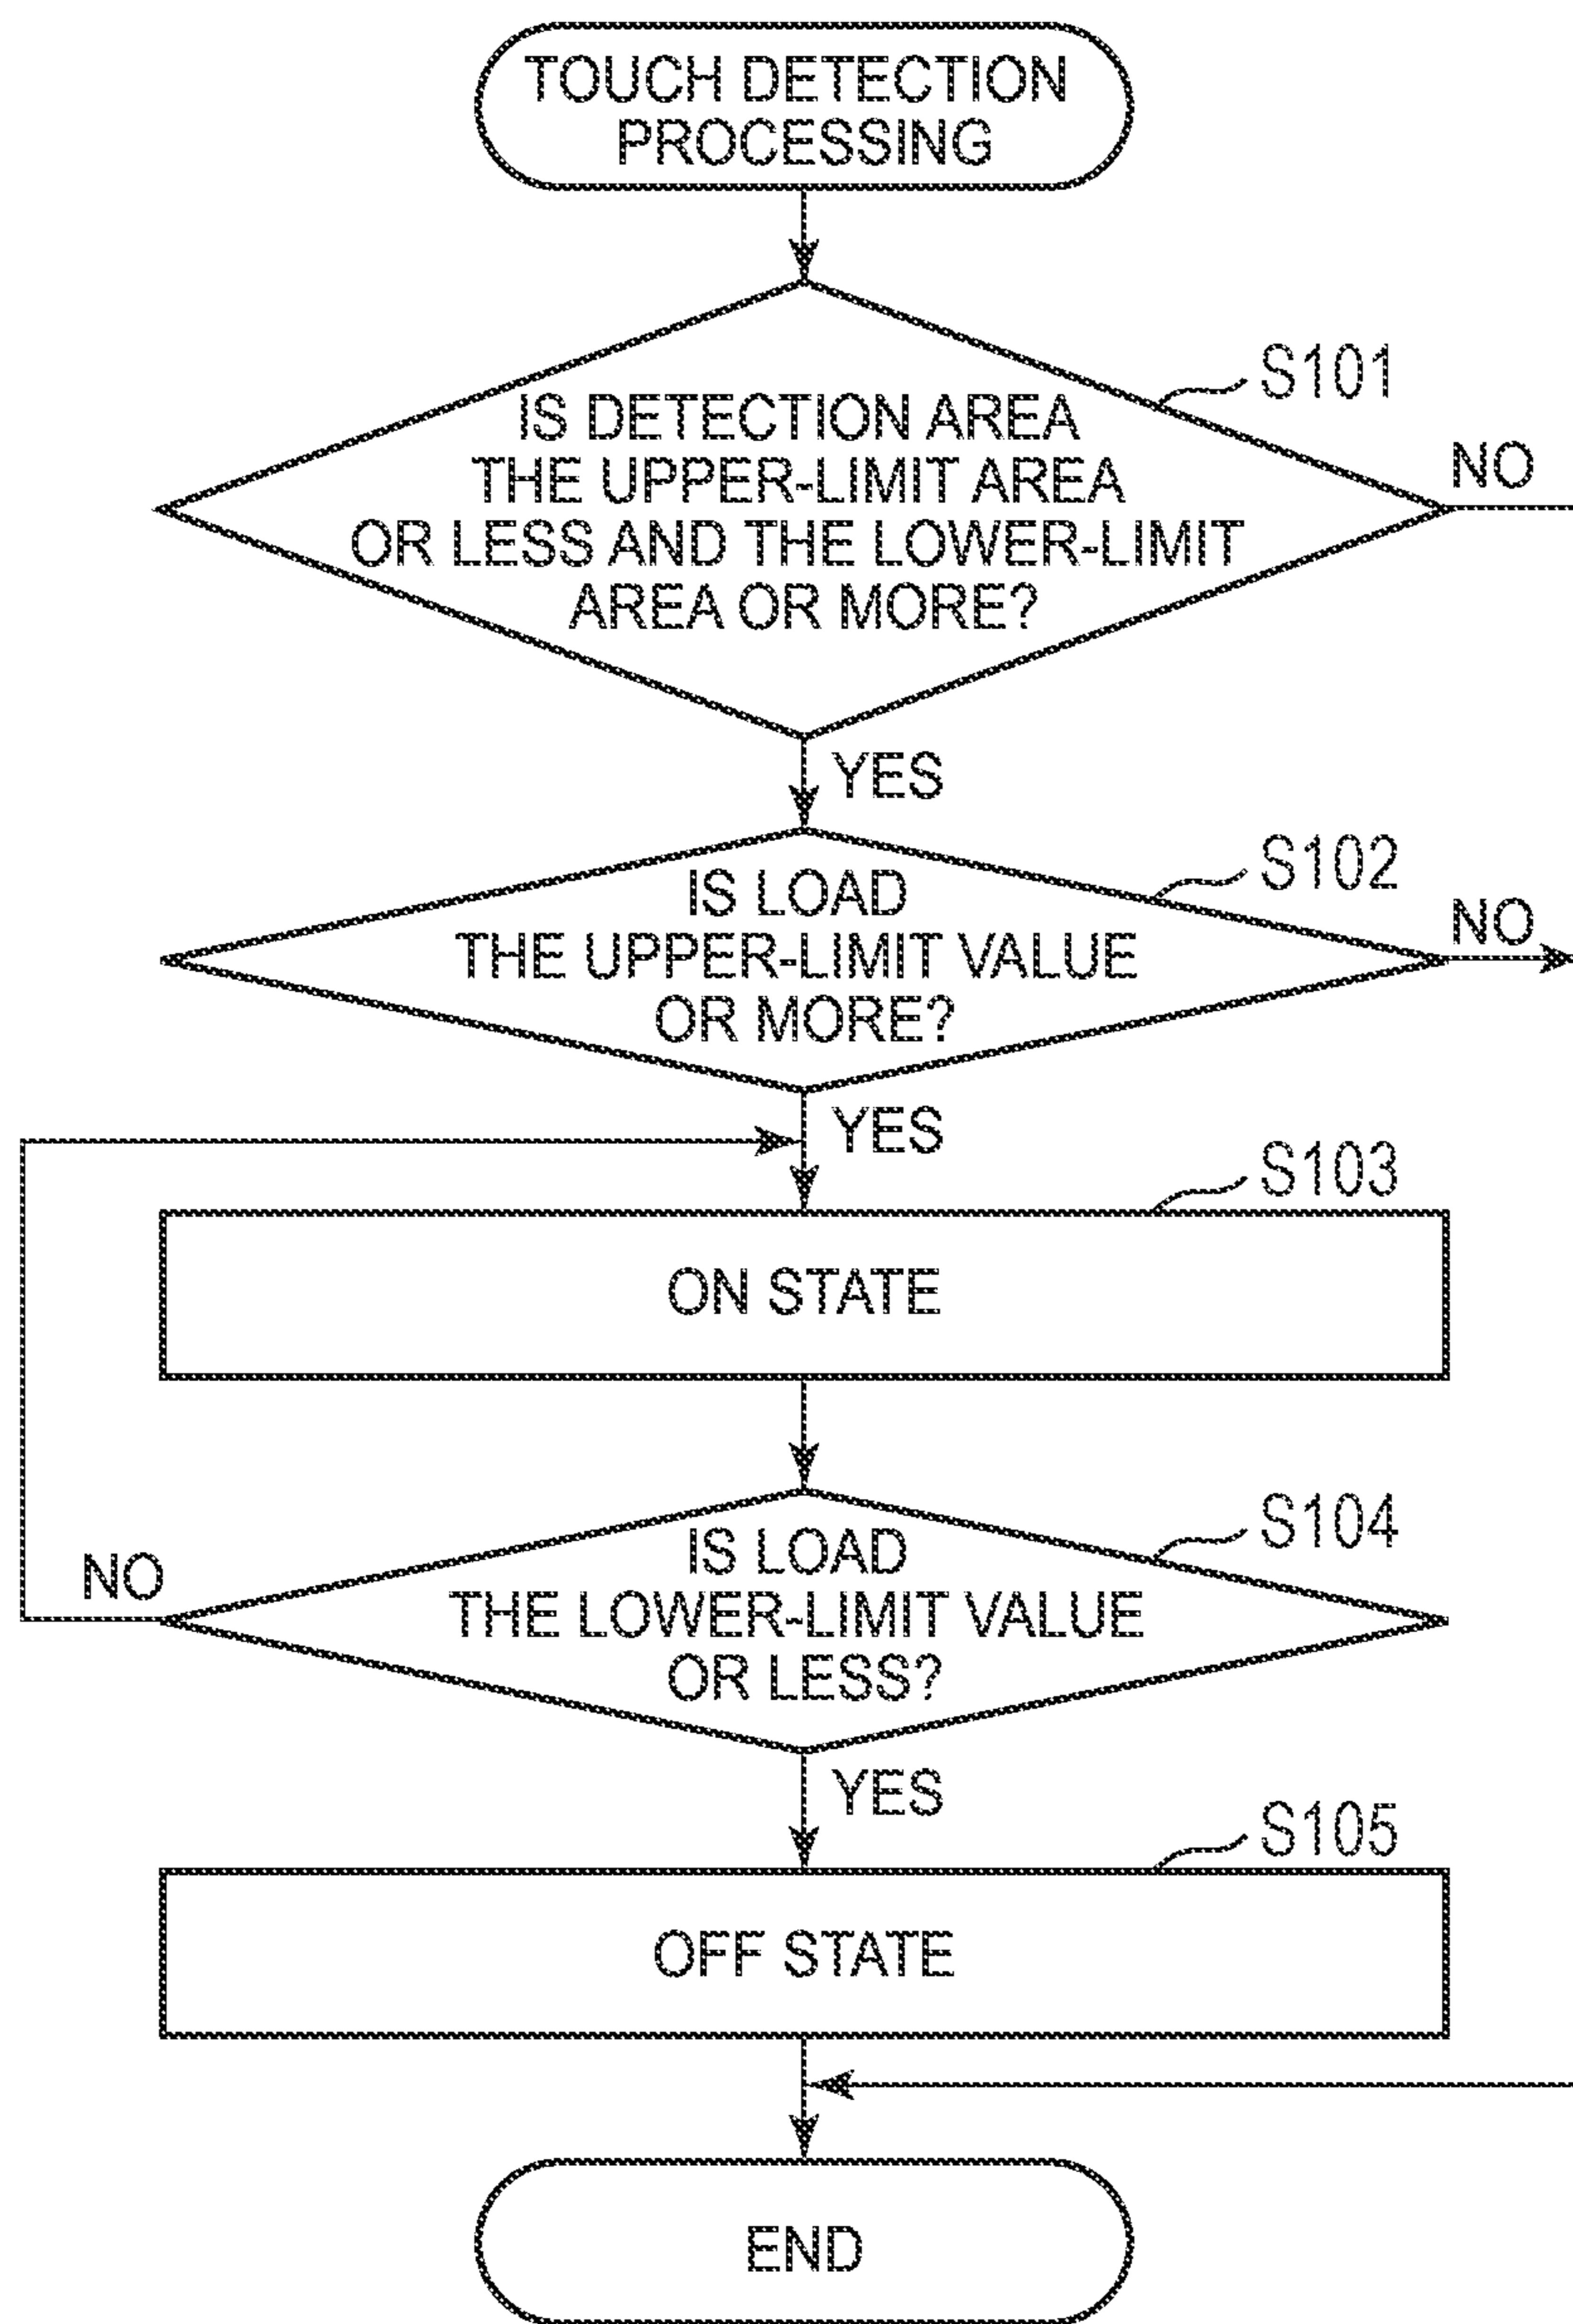 TOUCH DETECTION
PROCESSING
S101
IS DETECTION AREA
THE UPPER-LIMIT AREA
OR LESS AND THE LOWER-LIMIT
AREA OR MORE?
NO
YES
S102
IS LOAD
THE UPPER-LIMIT VALUE
OR MORE?
NO
YES
S103
ON STATE
S104
IS LOAD
THE LOWER-LIMIT VALUE
OR LESS?
NO
YES
S105
OFF STATE
END